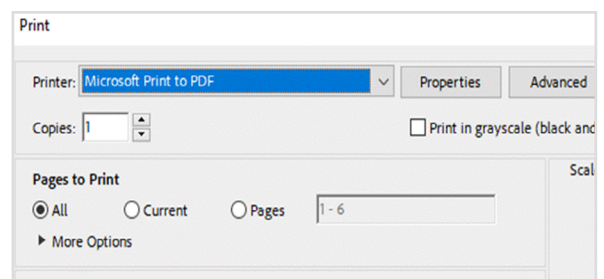 Print
Printer: Microsoft Print to PDF Properties Advanced
Copies: 1 Print in grayscale (black and
Pages to Print Scal
All Current Pages 1 - 6
More Options